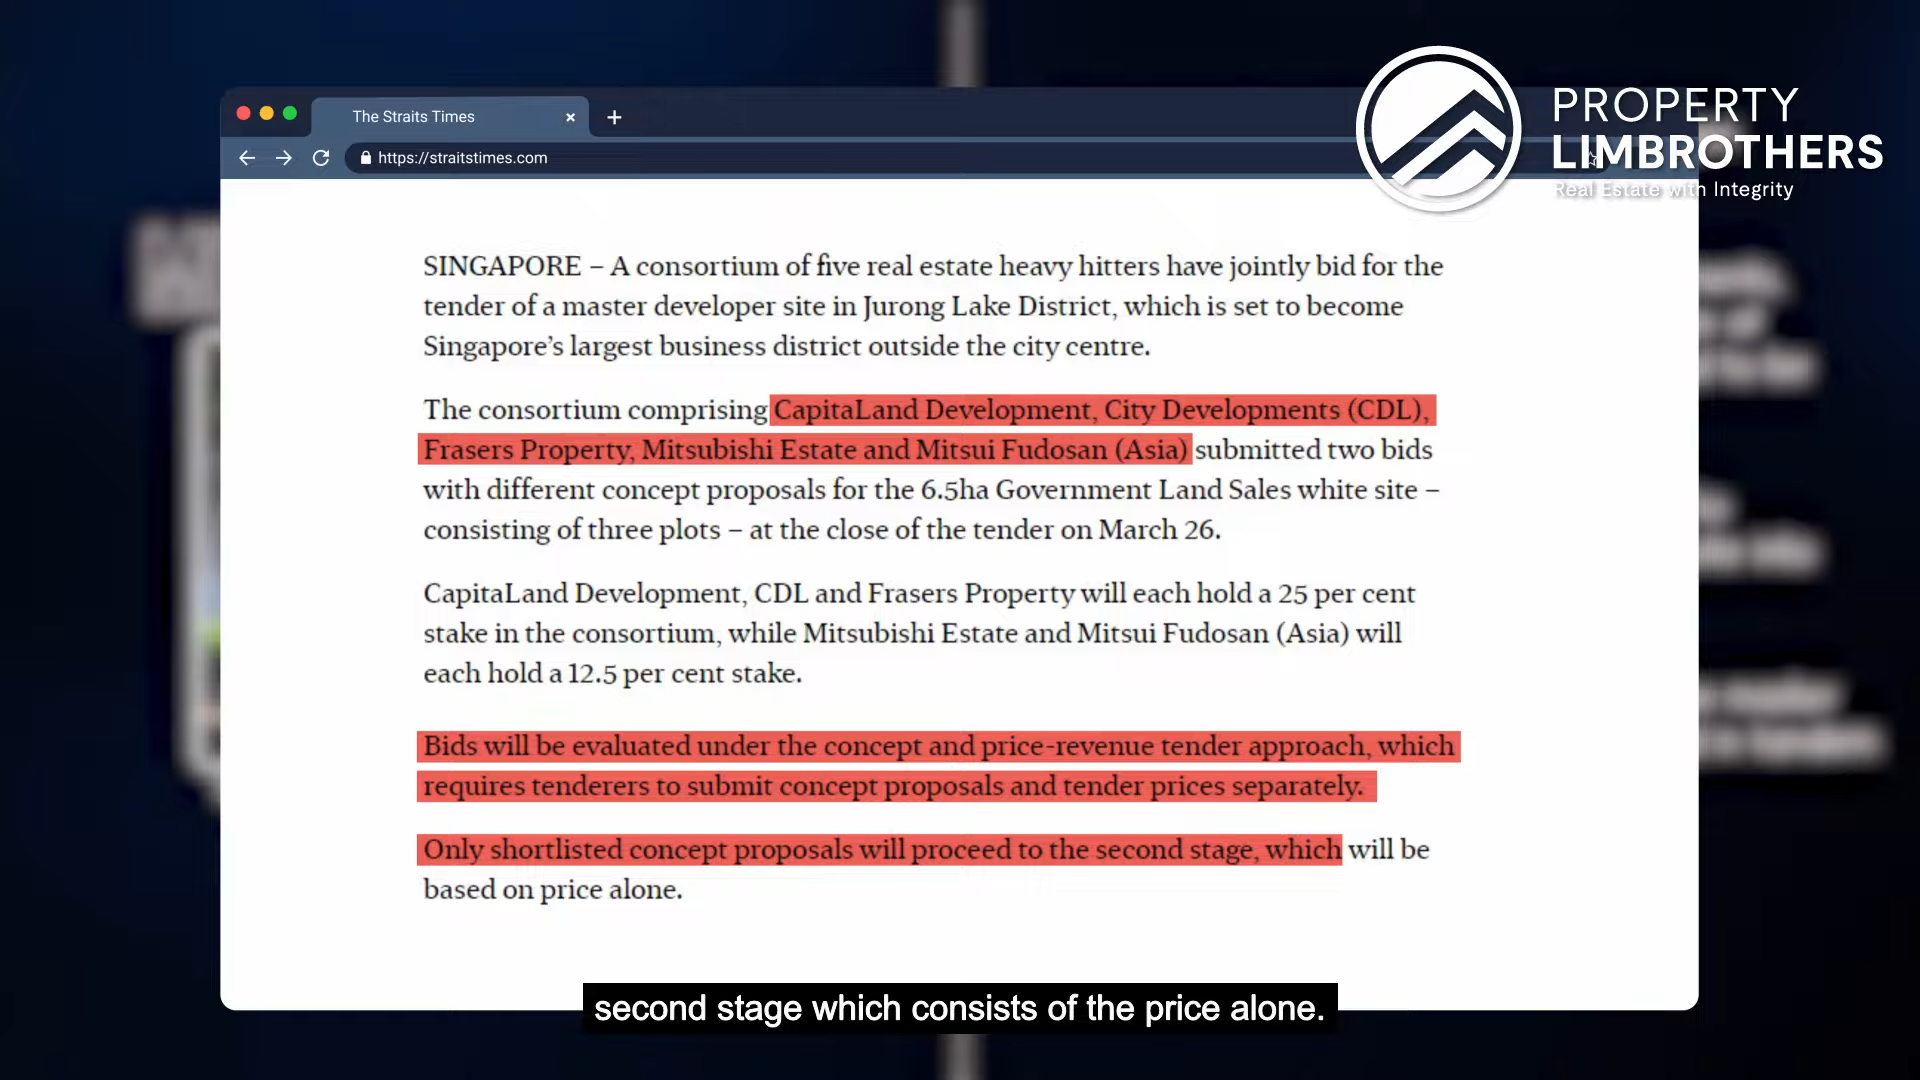 The Straits Times
https://straitstimes.com
PROPERTY
LIMBROTHERS
Real Estate with Integrity
SINGAPORE – A consortium of five real estate heavy hitters have jointly bid for the
tender of a master developer site in Jurong Lake District, which is set to become
Singapore’s largest business district outside the city centre.
The consortium comprising CapitaLand Development, City Developments (CDL),
Frasers Property, Mitsubishi Estate and Mitsui Fudosan (Asia) submitted two bids
with different concept proposals for the 6.5ha Government Land Sales white site –
consisting of three plots – at the close of the tender on March 26.
CapitaLand Development, CDL and Frasers Property will each hold a 25 per cent
stake in the consortium, while Mitsubishi Estate and Mitsui Fudosan (Asia) will
each hold a 12.5 per cent stake.
Bids will be evaluated under the concept and price-revenue tender approach, which
requires tenderers to submit concept proposals and tender prices separately.
Only shortlisted concept proposals will proceed to the second stage, which will be
based on price alone.
second stage which consists of the price alone.